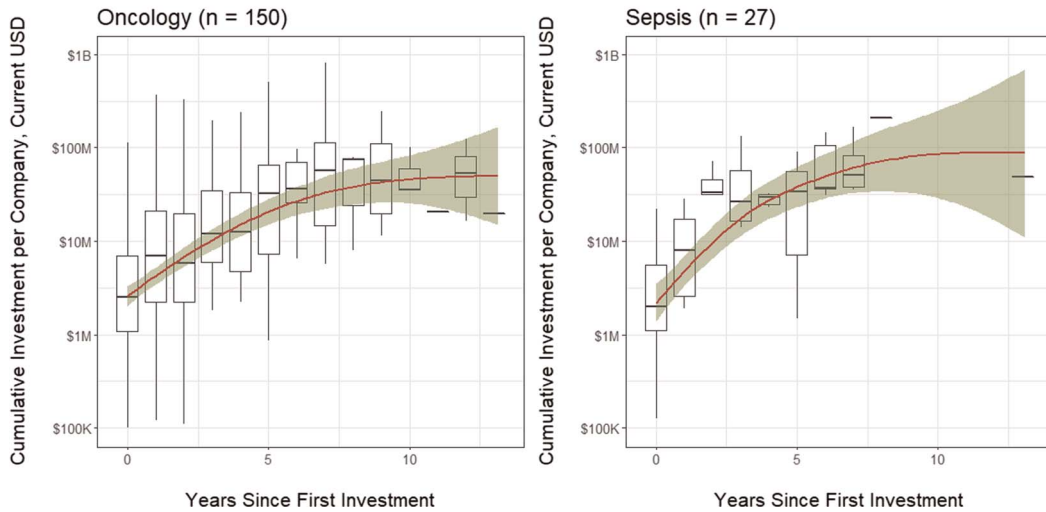 Oncology (n = 150)
Cumulative Investment per Company, Current USD
$1B
$100M
$10M
$1M
$100K
0
5
10
Years Since First Investment
Sepsis (n = 27)
Cumulative Investment per Company, Current USD
$1B
$100M
$10M
$1M
$100K
0
5
10
Years Since First Investment